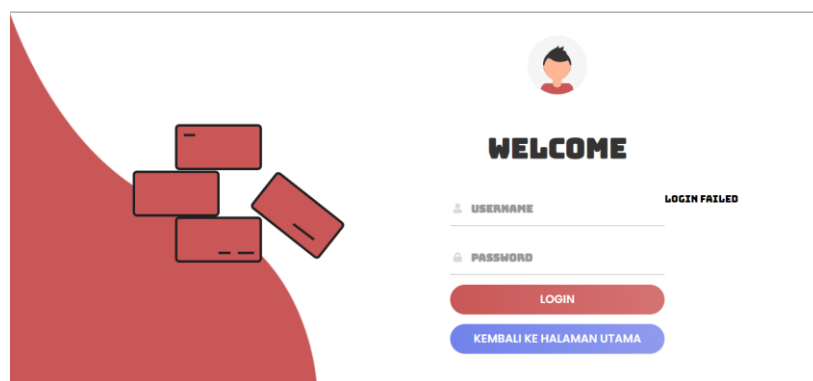 WELCOME
LOGIN FAILED
USERNAME
PASSWORD
LOGIN
KEMBALI KE HALAMAN UTAMA